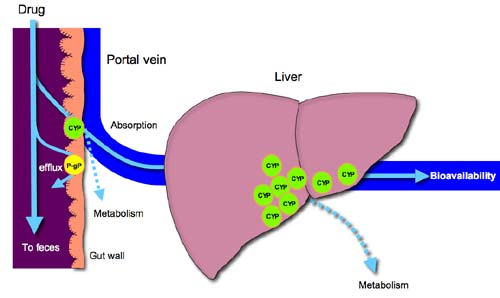 Drug
Portal vein
Liver
Absorption
CYP
efflux
P-gP
Metabolism
To feces
Gut wall
CYP
CYP
CYP
CYP
CYP
CYP
CYP
CYP
Bioavailability
Metabolism